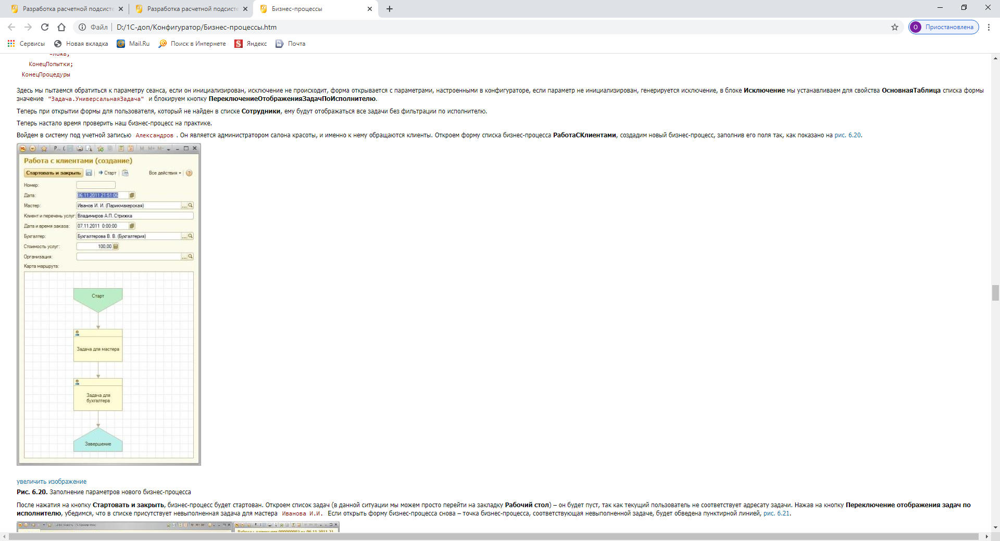 Разработка расчетной подсисте
Разработка расчетной подсисте
Бизнес-процессы
Файл
D:/1С-доп/Конфигуратор/Бизнес-процессы.htm
О
Приостановлена
Сервисы
Новая вкладка
Mail.Ru
Поиск в Интернете
Яндекс
Почта
=Ложь;
КонецПопытки;
КонецПроцедуры
Здесь мы пытаемся обратиться к параметру сеанса, если он инициализирован, исключение не происходит, форма открывается с параметрами, настроенными в конфигураторе, если параметр не инициализирован, генерируется исключение, в блоке Исключение мы устанавливаем для свойства ОсновнаяТаблица списка формы
значение "Задача.УниверсальнаяЗадача" и блокируем кнопку ПереключениеОтображенияЗадачПоИсполнителю.
Теперь при открытии формы для пользователя, который не найден в списке Сотрудники, ему будут отображаться все задачи без фильтрации по исполнителю.
Теперь настало время проверить наш бизнес-процесс на практике.
Войдем в систему под учетной записью Александров . Он является администратором салона красоты, и именно к нему обращаются клиенты. Откроем форму списка бизнес-процесса РаботаСКлиентами, создадим новый бизнес-процесс, заполнив его поля так, как показано на рис. 6.20.
Р... (.
M M+ M-
Работа с клиентами (создание)
Стартовать и закрыть
Старт
Все действия
Номер:
Дата: 06.11.2011 21:51:06
Мастер: Иванов И. И. (Парикмахерская)
Клиент и перечень услуг: Владимиров А.П. Стрижка
Дата и время заказа: 07.11.2011 0:00:00
Бухгалтер: Бухгалтерова В. В. (Бухгалтерия)
Стоимость услуг: 100,00
Организация:
Карта маршрута:
Старт
Задача для мастера
Задача для
бухгалтера
Завершение
увеличить изображение
Рис. 6.20. Заполнение параметров нового бизнес-процесса
После нажатия на кнопку Стартовать и закрыть, бизнес-процесс будет стартован. Откроем список задач (в данной ситуации мы можем просто перейти на закладку Рабочий стол) – он будет пуст, так как текущий пользователь не соответствует адресату задачи. Нажав на кнопку Переключение отображения задач по
исполнителю, убедимся, что в списке присутствует невыполненная задача для мастера Иванова И.И. Если открыть форму бизнес-процесса снова – точка бизнес-процесса, соответствующая невыполненной задаче, будет обведена пунктирной линией, рис. 6.21.
Работа с клиентами 000000003 от 06.11.2011 21